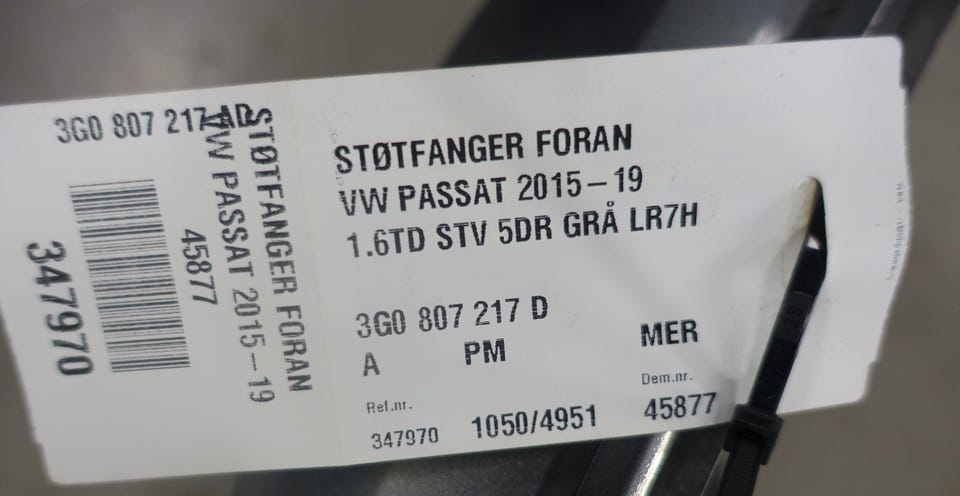 3G0 807 217 AD
STØTFANGER FORAN
VW PASSAT 2015-19
45877
347970
STØTFANGER FORAN
VW PASSAT 2015-19
1.6TD STV 5DR GRÅ LR7H
3G0 807 217 D
A PM MER
Dem.nr.
Ref.nr.
347970 1050/4951 45877